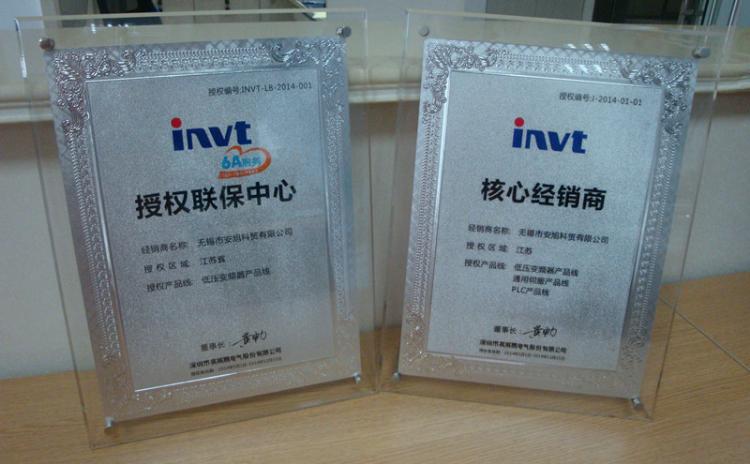 授权编号:INVT-LB-2014-001
invt
6A服务
授权联保中心
经销商名称: 无锡市安旭科贸有限公司
授 权 区 域: 江苏省
授权产品线: 低压变频器产品线
董事长:
深圳市英威腾电气股份有限公司
授权编号:J-2014-01-01
invt
核心经销商
经销商名称: 无锡市安旭科贸有限公司
授 权 区 域: 江苏
授权产品线: 低压变频器产品线
通用伺服产品线
PLC产品线
董事长:
深圳市英威腾电气股份有限公司